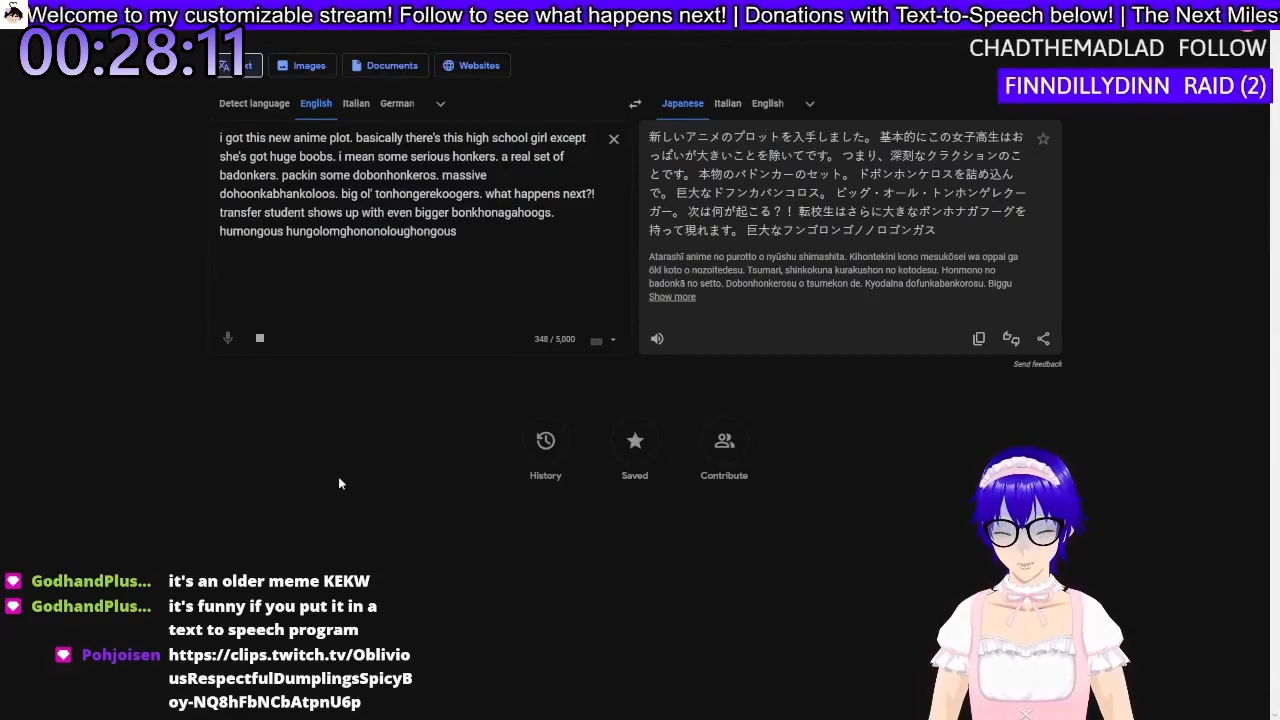 Welcome to my customizable stream! Follow to see what happens next! | Donations with Text-to-Speech below! | The Next Miles
00:28:11
CHADTHEMADLAD FOLLOW
FINNDILLYDINN RAID (2)
Images
Documents
Websites
Detect language English Italian German
Japanese Italian English
i got this new anime plot. basically there's this high school girl except
she's got huge boobs. i mean some serious honkers. a real set of
badonkers. packin some dobonhonkeros. massive
dohoonkabhankoloos. big ol' tonhongerekoogers. what happens next?!
transfer student shows up with even bigger bonkhonagahoogs.
humongous hungolomghononoloughongous
348 / 5,000
新しいアニメのプロットを入手しました。 基本的にこの女子高生はお
っぱいが大きいことを除いてです。 つまり、深刻なクラクションのこ
とです。 本物のバドンカーのセット。 ドボンホンケロスを詰め込ん
で。 巨大なドフンカバンコロス。 ビッグ・オール・トンホンゲレクー
ガー。 次は何が起こる？！ 転校生はさらに大きなボンホナガフーグを
持って現れます。 巨大なフンゴロンゴノノロゴンガス
Atarashī anime no purotto o nyūshu shimashita. Kihontekini kono mesukōsei wa oppai ga
ōkī koto o nozoitedesu. Tsumari, shinkokuna kurakushon no kotodesu. Honmono no
badonkā no setto. Dobonhonkerosu o tsumekon de. Kyodaina dofunkabankorosu. Biggu
Show more
Send feedback
History
Saved
Contribute
GodhandPlus... it's an older meme KEKW
GodhandPlus... it's funny if you put it in a
text to speech program
Pohjoisen https://clips.twitch.tv/Oblivio
usRespectfulDumplingsSpicyB
oy-NQ8hFbNCbAtpnU6p